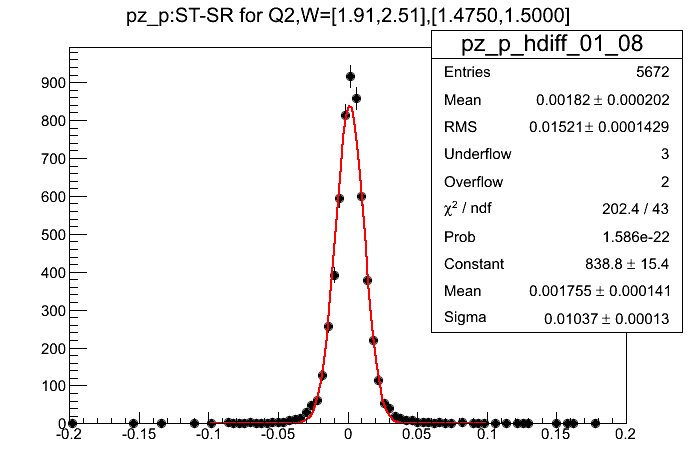 pz_p:ST-SR for Q2,W=[1.91,2.51],[1.4750,1.5000]
pz_p_hdiff_01_08
Entries 5672
Mean 0.00182 ± 0.000202
RMS 0.01521 ± 0.0001429
Underflow 3
Overflow 2
χ² / ndf 202.4 / 43
Prob 1.586e-22
Constant 838.8 ± 15.4
Mean 0.001755 ± 0.000141
Sigma 0.01037 ± 0.00013
900
800
700
600
500
400
300
200
100
0
-0.2 -0.15 -0.1 -0.05 0 0.05 0.1 0.15 0.2